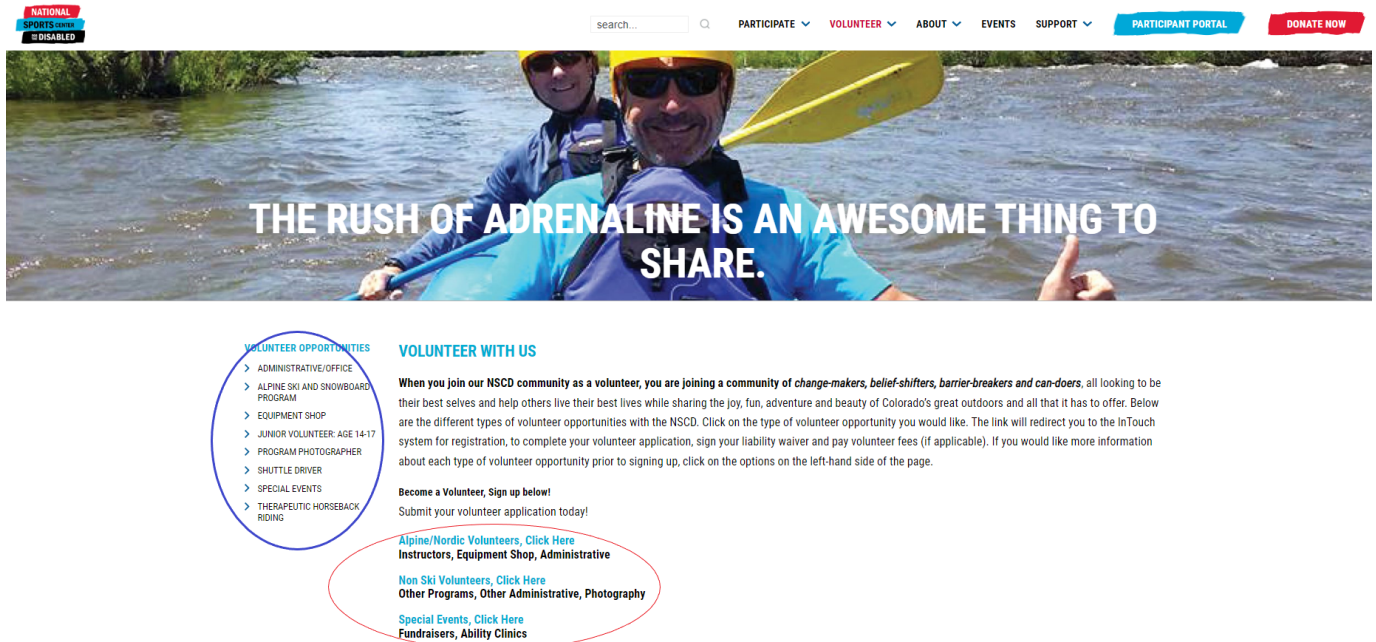 NATIONAL
SPORTS CENTER
DISABLED
search...
PARTICIPATE
VOLUNTEER
ABOUT
EVENTS
SUPPORT
PARTICIPANT PORTAL
DONATE NOW
THE RUSH OF ADRENALINE IS AN AWESOME THING TO
SHARE.
VOLUNTEER OPPORTUNITIES
ADMINISTRATIVE/OFFICE
ALPINE SKI AND SNOWBOARD
PROGRAM
EQUIPMENT SHOP
JUNIOR VOLUNTEER: AGE 14-17
PROGRAM PHOTOGRAPHER
SHUTTLE DRIVER
SPECIAL EVENTS
THERAPEUTIC HORSEBACK
RIDING
VOLUNTEER WITH US
When you join our NSCD community as a volunteer, you are joining a community of change-makers, belief-shifters, barrier-breakers and can-doers, all looking to be
their best selves and help others live their best lives while sharing the joy, fun, adventure and beauty of Colorado's great outdoors and all that it has to offer. Below
are the different types of volunteer opportunities with the NSCD. Click on the type of volunteer opportunity you would like. The link will redirect you to the InTouch
system for registration, to complete your volunteer application, sign your liability waiver and pay volunteer fees (if applicable). If you would like more information
about each type of volunteer opportunity prior to signing up, click on the options on the left-hand side of the page.
Become a Volunteer, Sign up below!
Submit your volunteer application today!
Alpine/Nordic Volunteers, Click Here
Instructors, Equipment Shop, Administrative
Non Ski Volunteers, Click Here
Other Programs, Other Administrative, Photography
Special Events, Click Here
Fundraisers, Ability Clinics